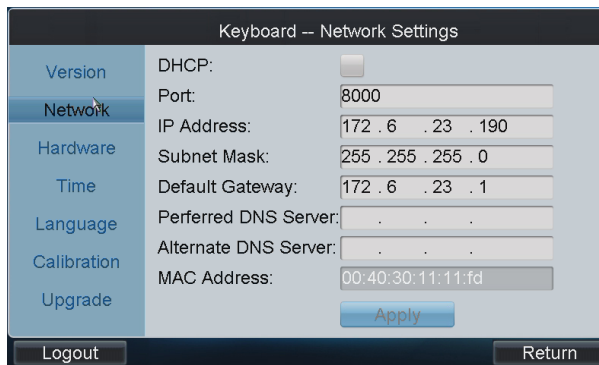 Keyboard -- Network Settings
Version
Network
Hardware
Time
Language
Calibration
Upgrade
DHCP:
Port: 8000
IP Address: 172 . 6 . 23 . 190
Subnet Mask: 255 . 255 . 255 . 0
Default Gateway: 172 . 6 . 23 . 1
Perferred DNS Server: . . .
Alternate DNS Server: . . .
MAC Address: 00:40:30:11:11:fd
Apply
Logout
Return